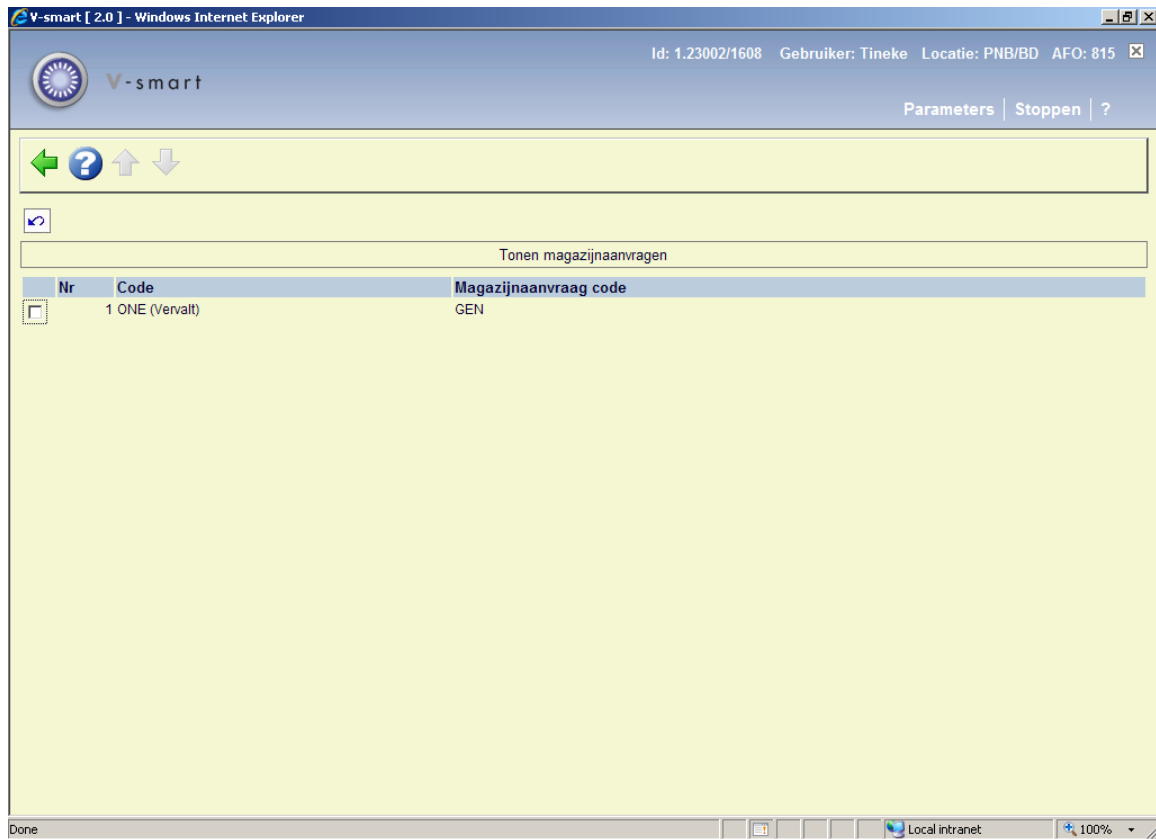 V-smart [ 2.0 ] - Windows Internet Explorer
Id: 1.23002/1608 Gebruiker: Tineke Locatie: PNB/BD AFO: 815
V-smart
Parameters | Stoppen | ?
Tonen magazijnaanvragen
Nr Code Magazijnaanvraag code
1 ONE (Vervalt) GEN
Done Local intranet 100%